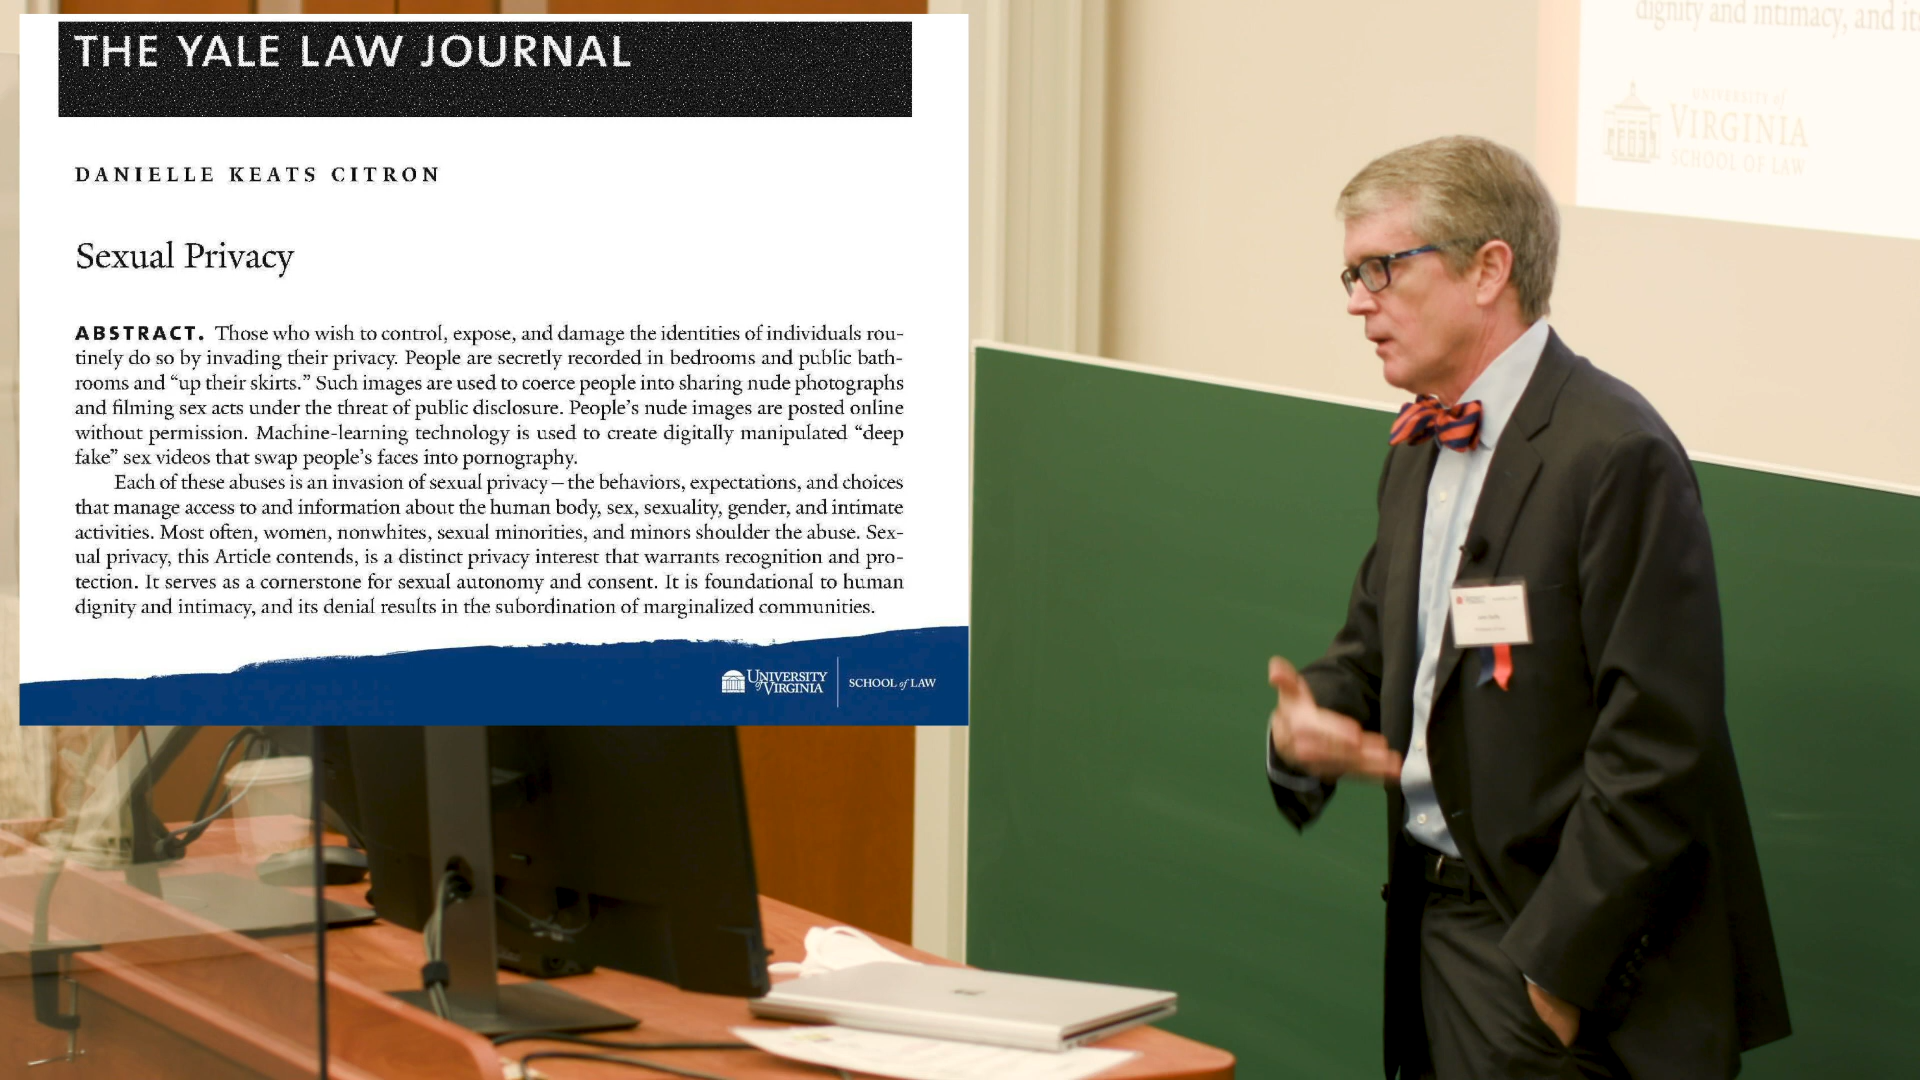 THE YALE LAW JOURNAL
DANIELLE KEATS CITRON
Sexual Privacy
ABSTRACT. Those who wish to control, expose, and damage the identities of individuals rou-
tinely do so by invading their privacy. People are secretly recorded in bedrooms and public bath-
rooms and “up their skirts.” Such images are used to coerce people into sharing nude photographs
and filming sex acts under the threat of public disclosure. People’s nude images are posted online
without permission. Machine-learning technology is used to create digitally manipulated “deep
fake” sex videos that swap people’s faces into pornography.
Each of these abuses is an invasion of sexual privacy – the behaviors, expectations, and choices
that manage access to and information about the human body, sex, sexuality, gender, and intimate
activities. Most often, women, nonwhites, sexual minorities, and minors shoulder the abuse. Sex-
ual privacy, this Article contends, is a distinct privacy interest that warrants recognition and pro-
tection. It serves as a cornerstone for sexual autonomy and consent. It is foundational to human
dignity and intimacy, and its denial results in the subordination of marginalized communities.
UNIVERSITY
of VIRGINIA
SCHOOL of LAW
dignity and intimacy, and its
UNIVERSITY of
VIRGINIA
SCHOOL OF LAW